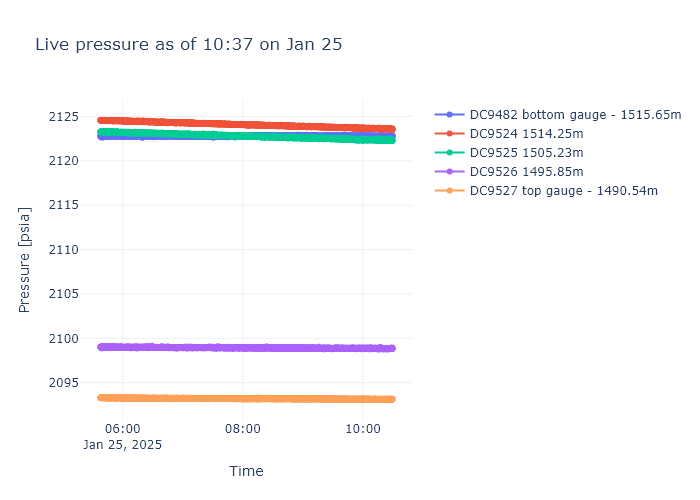 Live pressure as of 10:37 on Jan 25
DC9482 bottom gauge - 1515.65m
DC9524 1514.25m
DC9525 1505.23m
DC9526 1495.85m
DC9527 top gauge - 1490.54m
Pressure [psia]
2125
2120
2115
2110
2105
2100
2095
06:00
Jan 25, 2025
08:00
10:00
Time